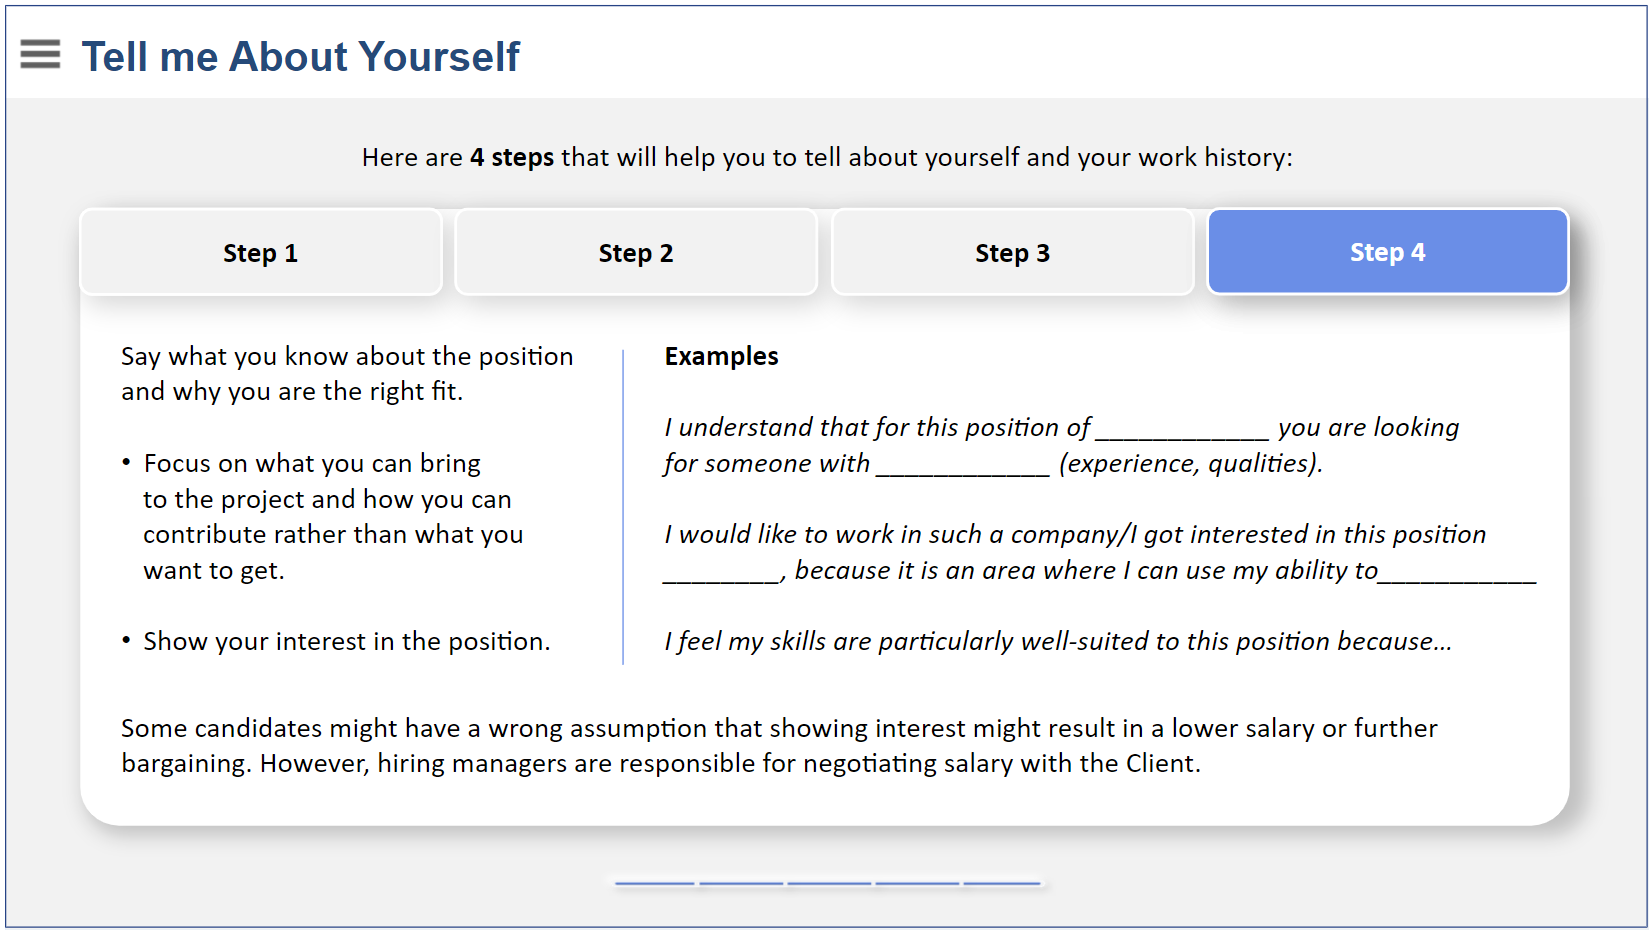 Tell me About Yourself
Here are 4 steps that will help you to tell about yourself and your work history:
Step 1
Step 2
Step 3
Step 4
Say what you know about the position
and why you are the right fit.
• Focus on what you can bring
to the project and how you can
contribute rather than what you
want to get.
• Show your interest in the position.
Examples
I understand that for this position of ____________ you are looking
for someone with ____________ (experience, qualities).
I would like to work in such a company/I got interested in this position
________, because it is an area where I can use my ability to___________
I feel my skills are particularly well-suited to this position because...
Some candidates might have a wrong assumption that showing interest might result in a lower salary or further
bargaining. However, hiring managers are responsible for negotiating salary with the Client.